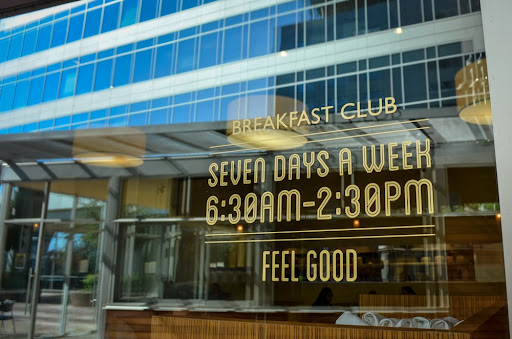 BREAKFAST CLUB
SEVEN DAYS A WEEK
6:30AM-2:30PM
FEEL GOOD